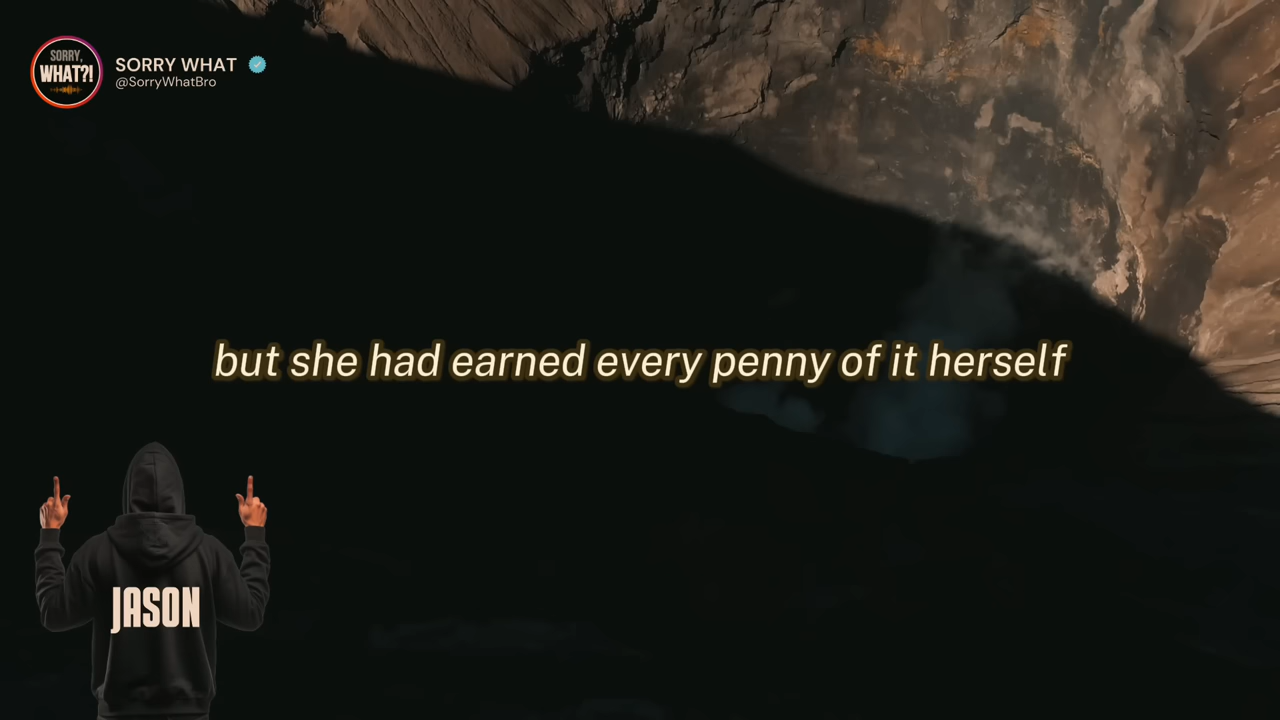 SORRY,
WHAT?!
SORRY WHAT
@SorryWhatBro
but she had earned every penny of it herself
JASON